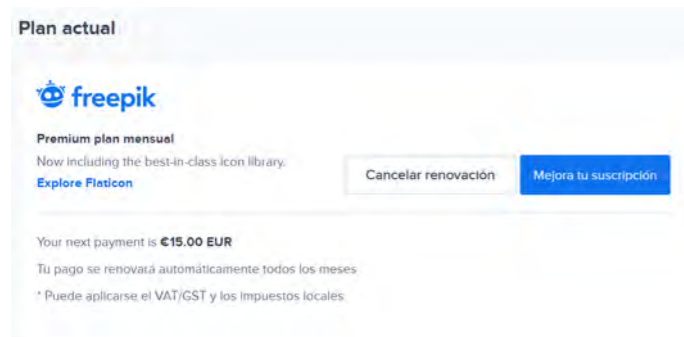 Plan actual
freepik
Premium plan mensual
Now including the best-in-class icon library.
Explore Flaticon
Cancelar renovación
Mejora tu suscripción
Your next payment is €15.00 EUR
Tu pago se renovará automáticamente todos los meses
* Puede aplicarse el VAT/GST y los impuestos locales